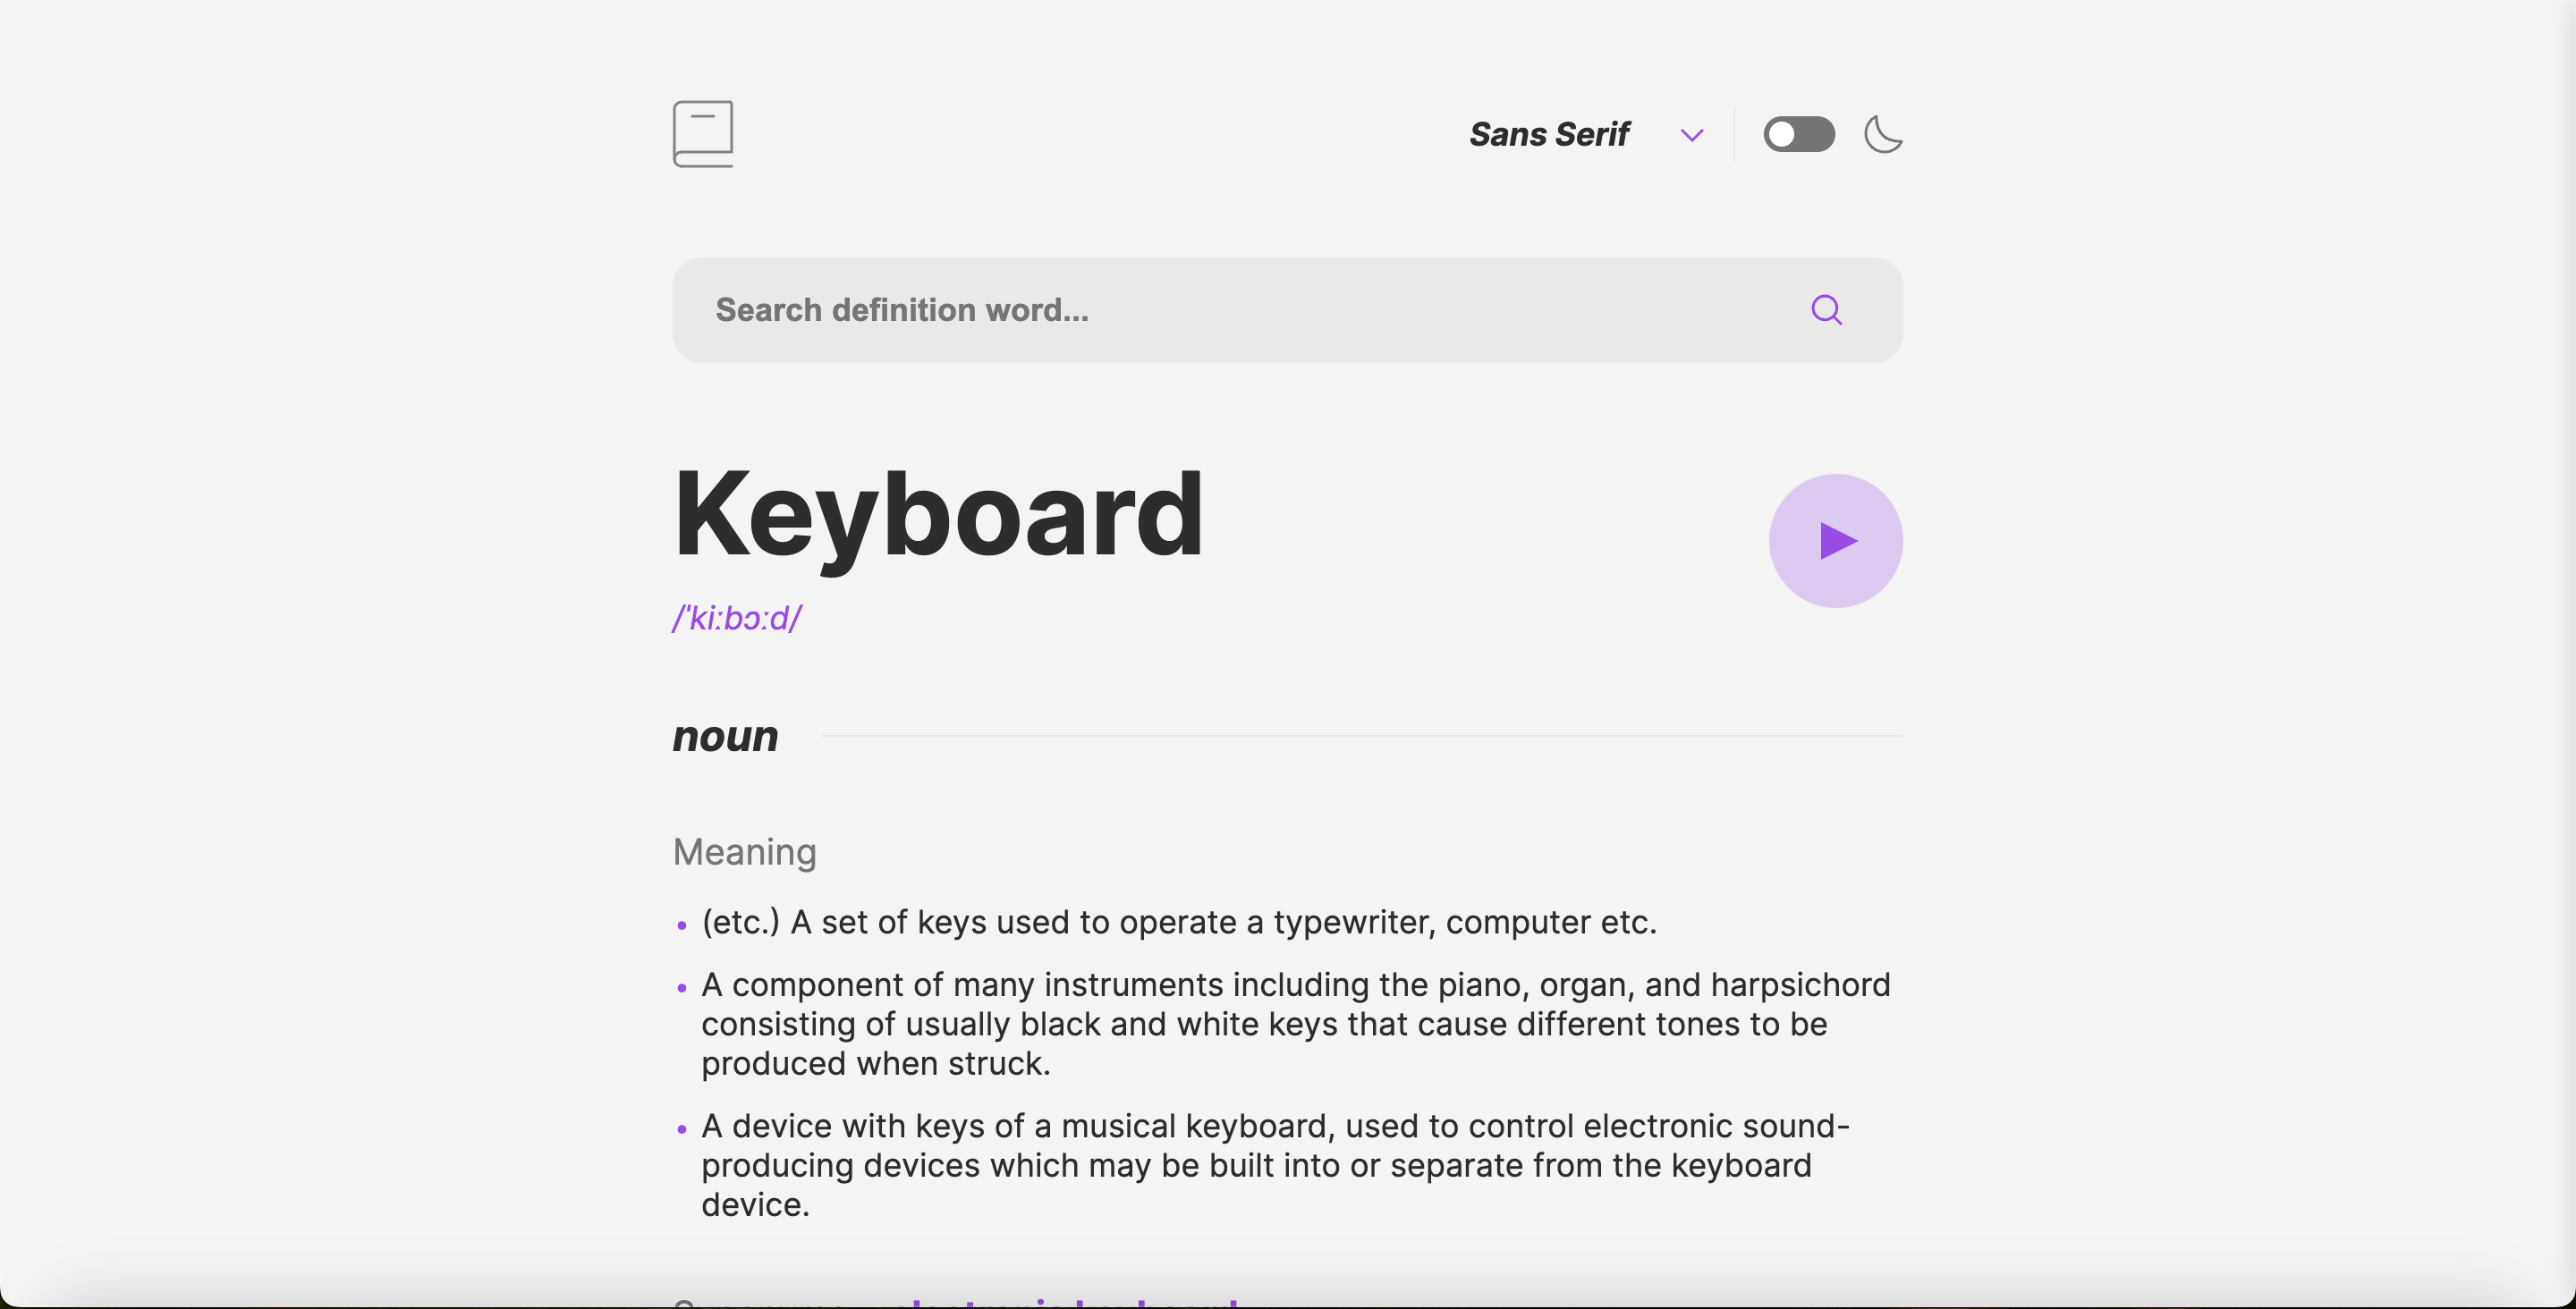 Sans Serif
Search definition word...
Keyboard
/ˈkiːbɔːd/
noun
Meaning
(etc.) A set of keys used to operate a typewriter, computer etc.
A component of many instruments including the piano, organ, and harpsichord
consisting of usually black and white keys that cause different tones to be
produced when struck.
A device with keys of a musical keyboard, used to control electronic sound-
producing devices which may be built into or separate from the keyboard
device.
electronic keyboard